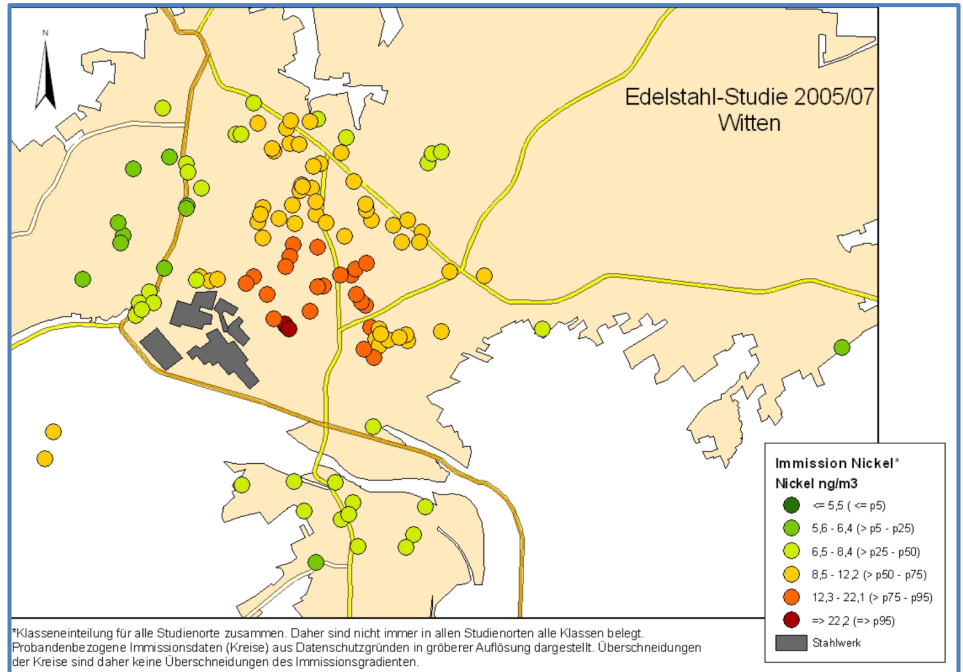 N
Edelstahl-Studie 2005/07
Witten
Immission Nickel*
Nickel ng/m3
<= 5,5 ( <= p5)
5,6 - 6,4 (> p5 - p25)
6,5 - 8,4 (> p25 - p50)
8,5 - 12,2 (> p50 - p75)
12,3 - 22,1 (> p75 - p95)
=> 22,2 (=> p95)
Stahlwerk
*Klasseneinteilung für alle Studienorte zusammen. Daher sind nicht immer in allen Studienorten alle Klassen belegt.
Probandenbezogene Immissionsdaten (Kreise) aus Datenschutzgründen in gröberer Auflösung dargestellt. Überschneidungen
der Kreise sind daher keine Überschneidungen des Immissionsgradienten.